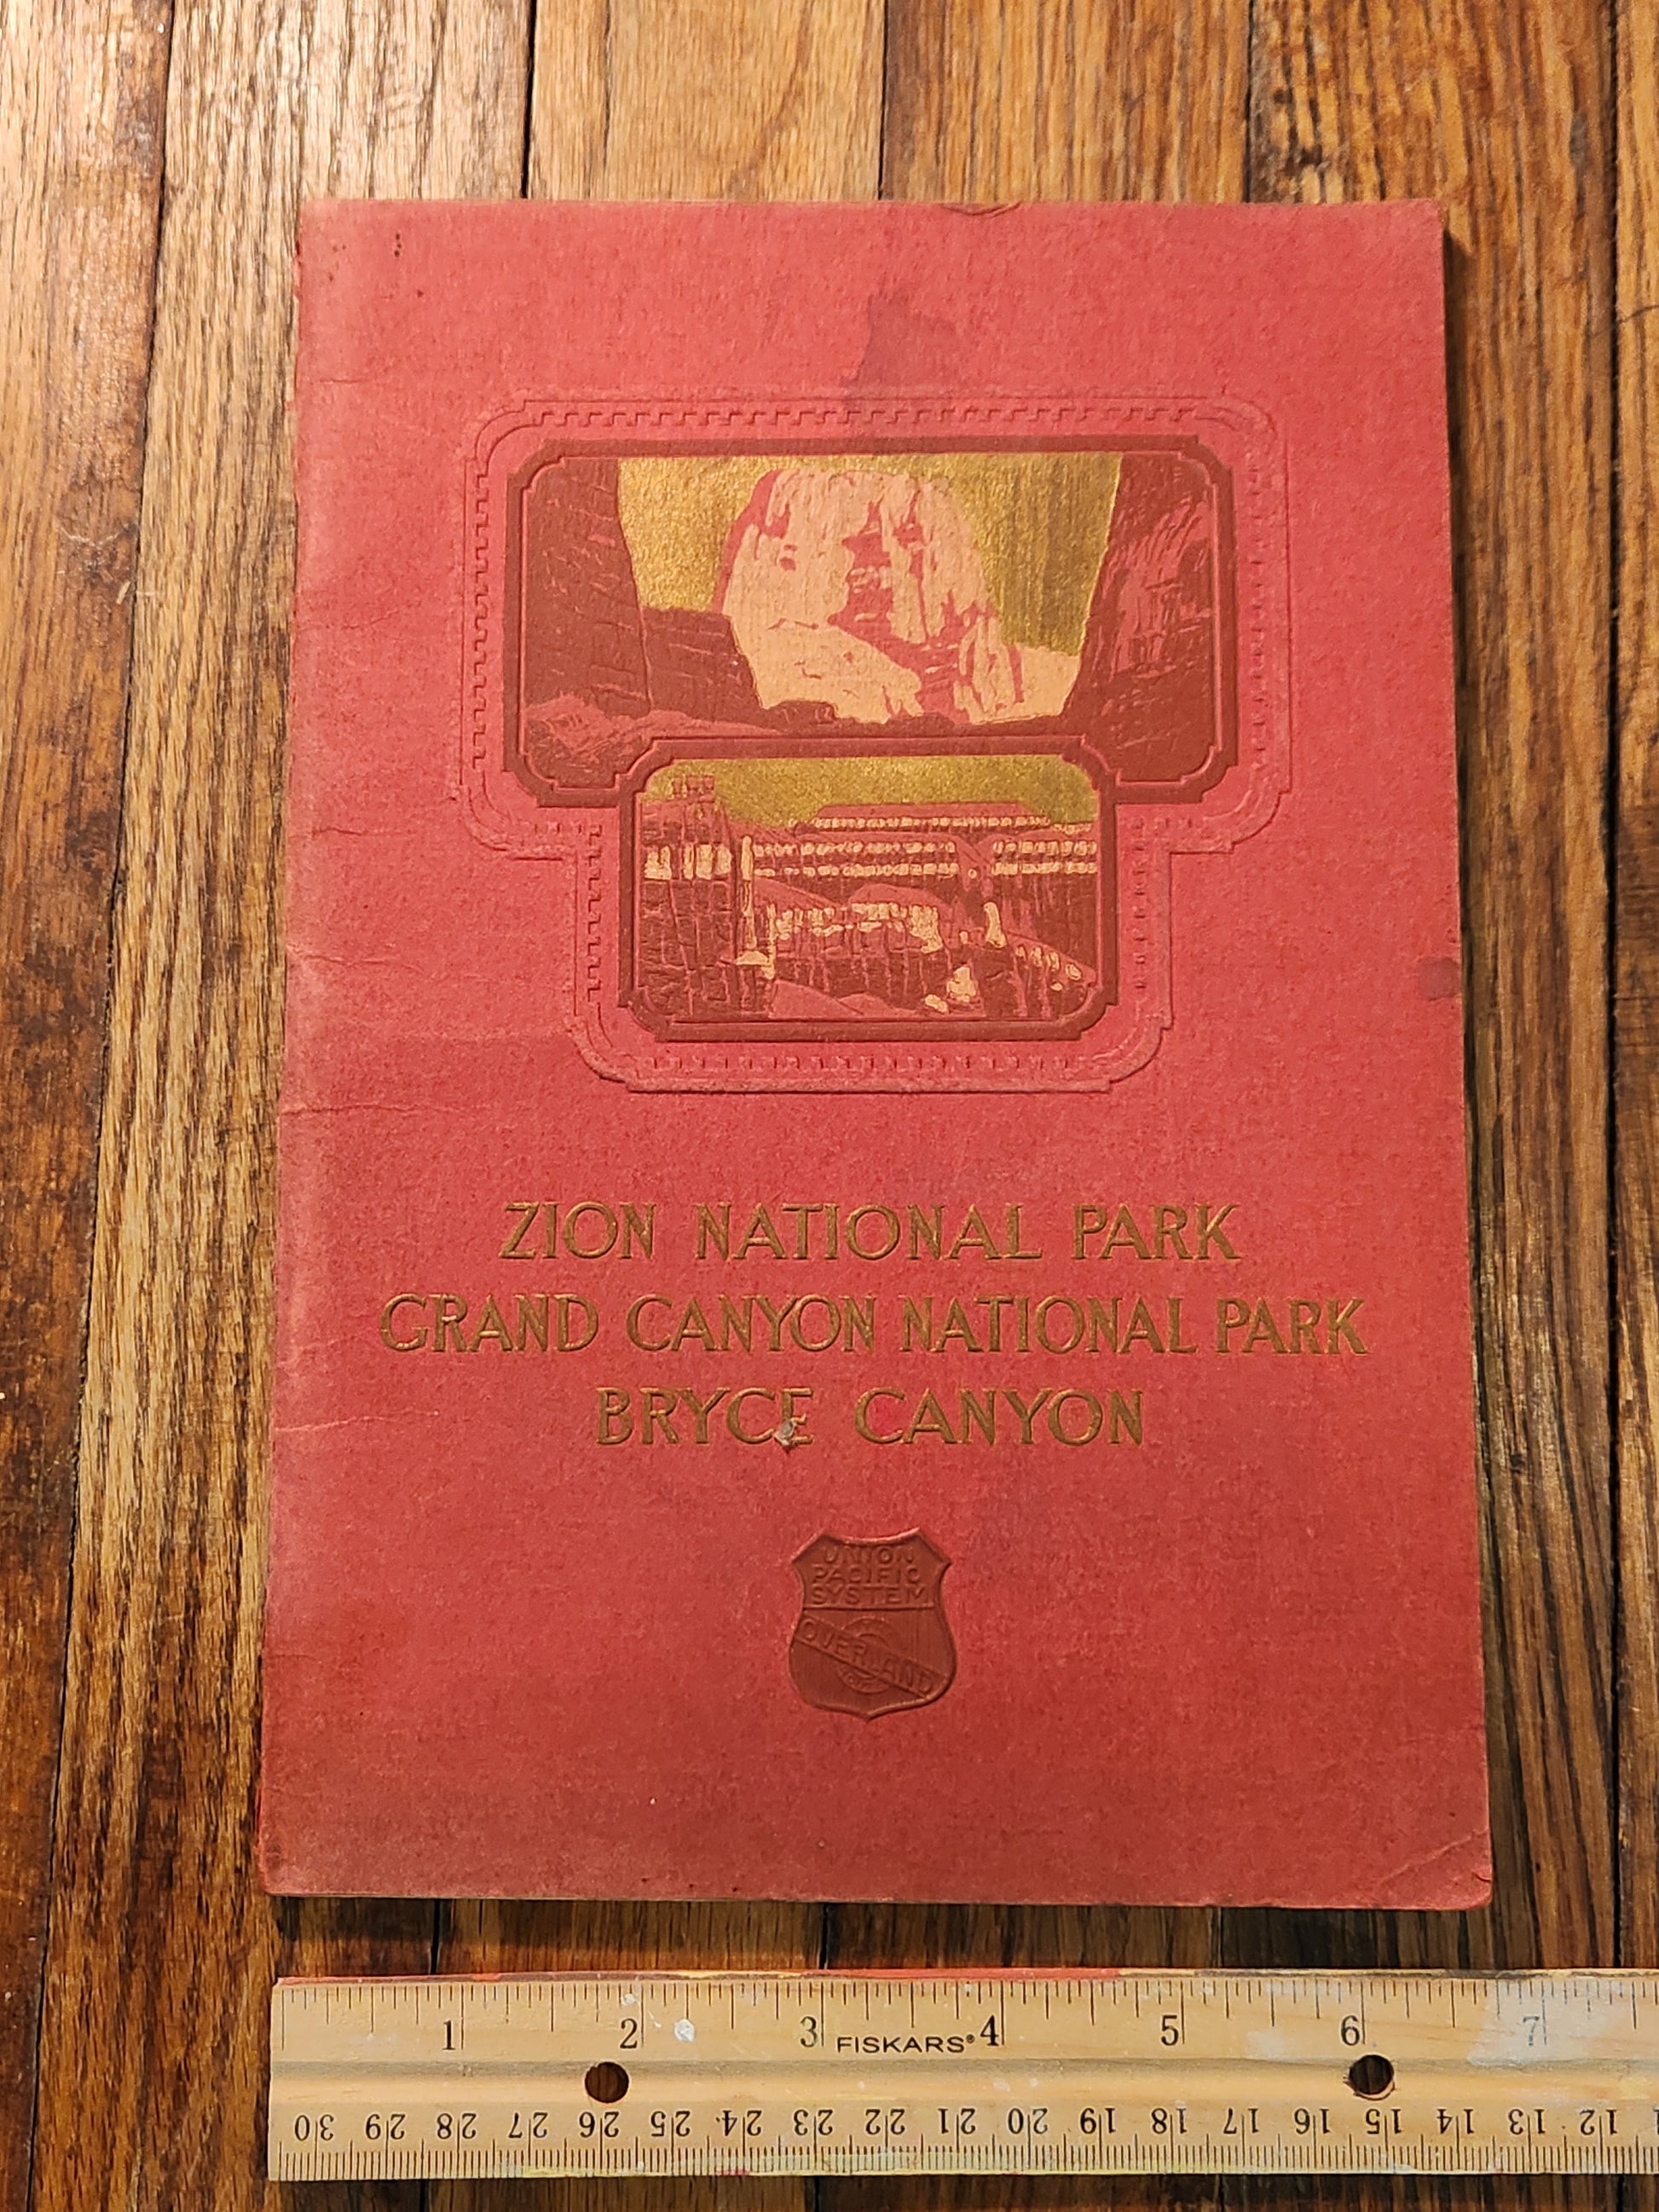 ZION NATIONAL PARK
GRAND CANYON NATIONAL PARK
BRYCE CANYON
UNION
PACIFIC
SYSTEM
OVERLAND
1 2 3 FISKARS® 4 5 6 7
30 29 28 27 26 25 24 23 22 21 20 19 18 17 16 15 14 13 12